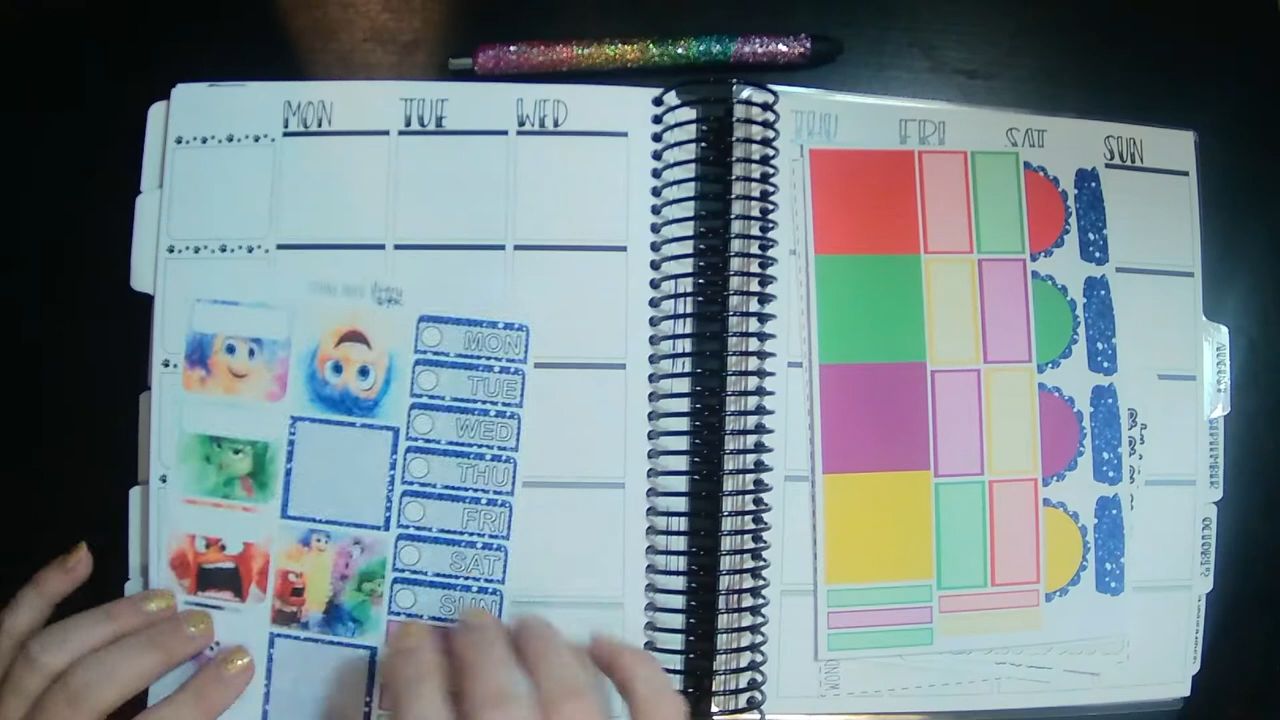 MON TUE WED
THU FRI SAT SUN
MON
TUE
WED
THU
FRI
SAT
SUN
AUGUST
SEPTEMBER
OCTOBER